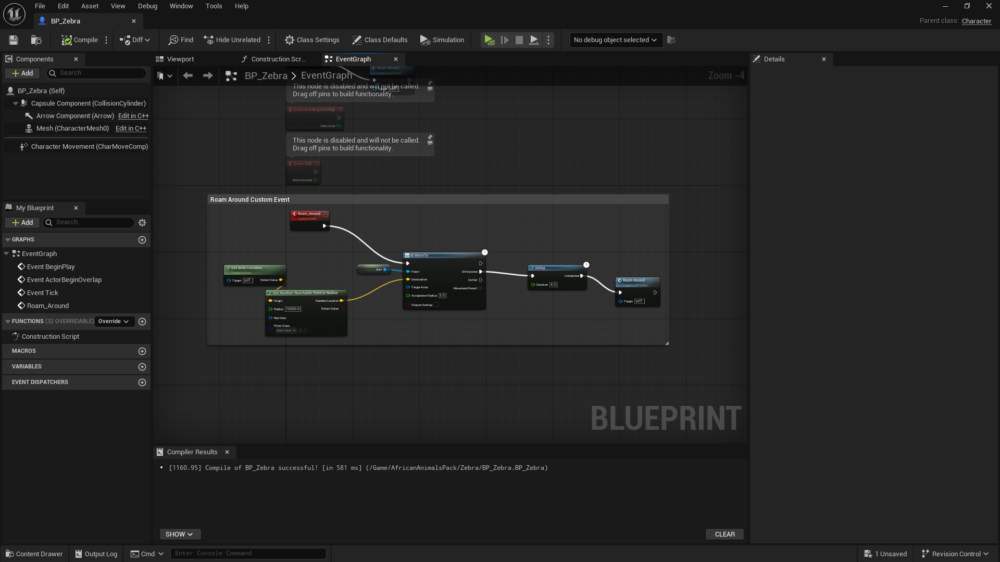 File Edit Asset View Debug Window Tools Help
BP_Zebra
Parent class: Character
Compile Diff Find Hide Unrelated Class Settings Class Defaults Simulation No debug object selected
Components
Add Search
BP_Zebra (Self)
Capsule Component (CollisionCylinder)
Arrow Component (Arrow) Edit in C++
Mesh (CharacterMesh0) Edit in C++
Character Movement (CharMoveComp)
My Blueprint
Add Search
GRAPHS
EventGraph
Event BeginPlay
Event ActorBeginOverlap
Event Tick
Roam_Around
FUNCTIONS (32 OVERRIDABLE) Override
Construction Script
MACROS
VARIABLES
EVENT DISPATCHERS
Viewport Construction Scr... EventGraph
BP_Zebra > EventGraph
Zoom -4
Roam Around
Target is BP Zebra
Target self
This node is disabled and will not be called.
Drag off pins to build functionality.
Event ActorBeginOverlap
Other Actor
This node is disabled and will not be called.
Drag off pins to build functionality.
Event Tick
Delta Seconds
Roam Around Custom Event
Roam_Around
Custom Event
Get Actor Location
Target is Actor
Target self Return Value
Get Random Reachable Point in Radius
Origin Random Location
Radius 10000.0 Return Value
Nav Data
Filter Class
Select Class
Self
AI MoveTo
Pawn On Success
Destination On Fail
Target Actor Movement Result
Acceptance Radius 5.0
Stop on Overlap
Delay
Completed
Duration 4.0
Roam Around
Target is BP Zebra
Target self
BLUEPRINT
Compiler Results
• [1160.95] Compile of BP_Zebra successful! [in 581 ms] (/Game/AfricanAnimalsPack/Zebra/BP_Zebra.BP_Zebra)
SHOW CLEAR
Content Drawer Output Log Cmd Enter Console Command 1 Unsaved Revision Control
Details